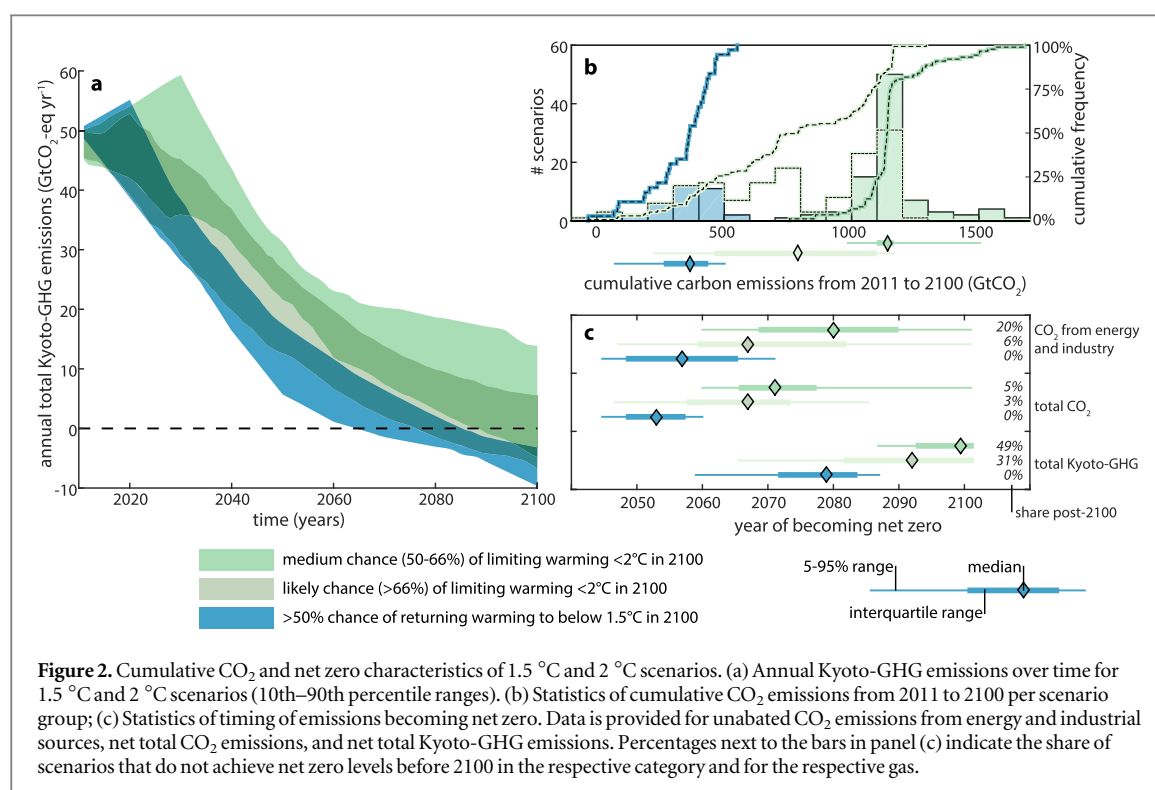 a
annual total Kyoto-GHG emissions (GtCO2-eq yr-1)
60
50
40
30
20
10
0
-10
2020 2040 2060 2080 2100
time (years)
b
# scenarios
60
40
20
0
100%
75%
50%
25%
0%
cumulative frequency
0 500 1000 1500
cumulative carbon emissions from 2011 to 2100 (GtCO2)
c
20%
6%
0%
CO2 from energy
and industry
5%
3%
0%
total CO2
49%
31%
0%
total Kyoto-GHG
2050 2060 2070 2080 2090 2100
share post-2100
year of becoming net zero
medium chance (50-66%) of limiting warming <2°C in 2100
likely chance (>66%) of limiting warming <2°C in 2100
>50% chance of returning warming to below 1.5°C in 2100
5-95% range
median
interquartile range
Figure 2. Cumulative CO2 and net zero characteristics of 1.5 °C and 2 °C scenarios. (a) Annual Kyoto-GHG emissions over time for
1.5 °C and 2 °C scenarios (10th–90th percentile ranges). (b) Statistics of cumulative CO2 emissions from 2011 to 2100 per scenario
group; (c) Statistics of timing of emissions becoming net zero. Data is provided for unabated CO2 emissions from energy and industrial
sources, net total CO2 emissions, and net total Kyoto-GHG emissions. Percentages next to the bars in panel (c) indicate the share of
scenarios that do not achieve net zero levels before 2100 in the respective category and for the respective gas.